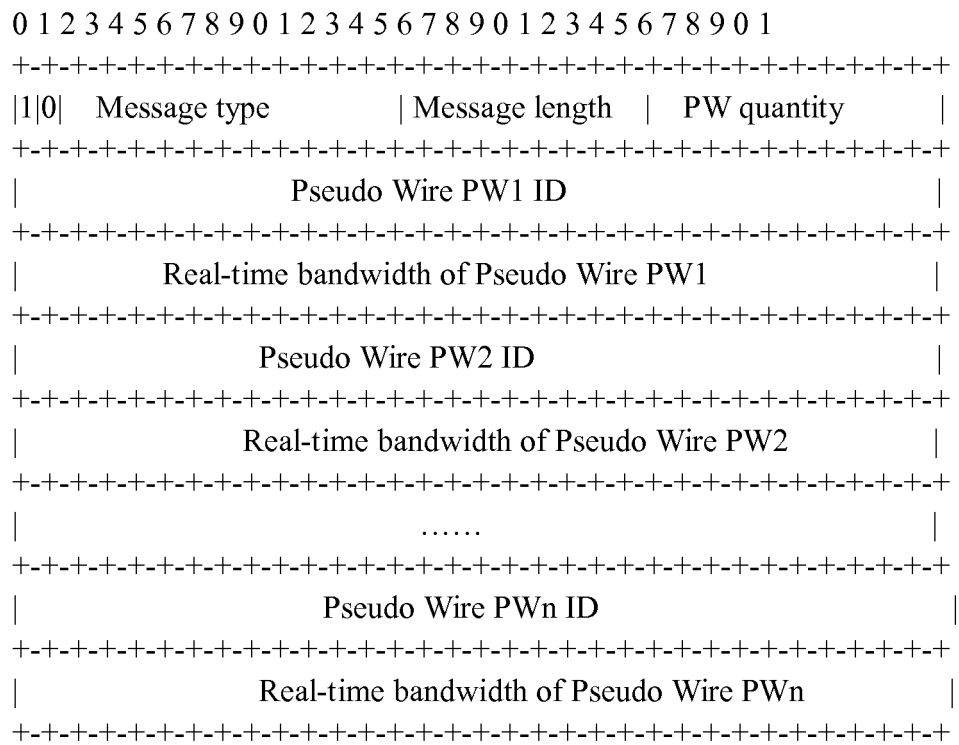 0 1 2 3 4 5 6 7 8 9 0 1 2 3 4 5 6 7 8 9 0 1 2 3 4 5 6 7 8 9 0 1
+-+-+-+-+-+-+-+-+-+-+-+-+-+-+-+-+-+-+-+-+-+-+-+-+-+-+-+-+-+-+-+-+
|1|0| Message type | Message length | PW quantity |
+-+-+-+-+-+-+-+-+-+-+-+-+-+-+-+-+-+-+-+-+-+-+-+-+-+-+-+-+-+-+-+-+
| Pseudo Wire PW1 ID |
+-+-+-+-+-+-+-+-+-+-+-+-+-+-+-+-+-+-+-+-+-+-+-+-+-+-+-+-+-+-+-+-+
| Real-time bandwidth of Pseudo Wire PW1 |
+-+-+-+-+-+-+-+-+-+-+-+-+-+-+-+-+-+-+-+-+-+-+-+-+-+-+-+-+-+-+-+-+
| Pseudo Wire PW2 ID |
+-+-+-+-+-+-+-+-+-+-+-+-+-+-+-+-+-+-+-+-+-+-+-+-+-+-+-+-+-+-+-+-+
| Real-time bandwidth of Pseudo Wire PW2 |
+-+-+-+-+-+-+-+-+-+-+-+-+-+-+-+-+-+-+-+-+-+-+-+-+-+-+-+-+-+-+-+-+
| ...... |
+-+-+-+-+-+-+-+-+-+-+-+-+-+-+-+-+-+-+-+-+-+-+-+-+-+-+-+-+-+-+-+-+
| Pseudo Wire PWn ID |
+-+-+-+-+-+-+-+-+-+-+-+-+-+-+-+-+-+-+-+-+-+-+-+-+-+-+-+-+-+-+-+-+
| Real-time bandwidth of Pseudo Wire PWn |
+-+-+-+-+-+-+-+-+-+-+-+-+-+-+-+-+-+-+-+-+-+-+-+-+-+-+-+-+-+-+-+-+